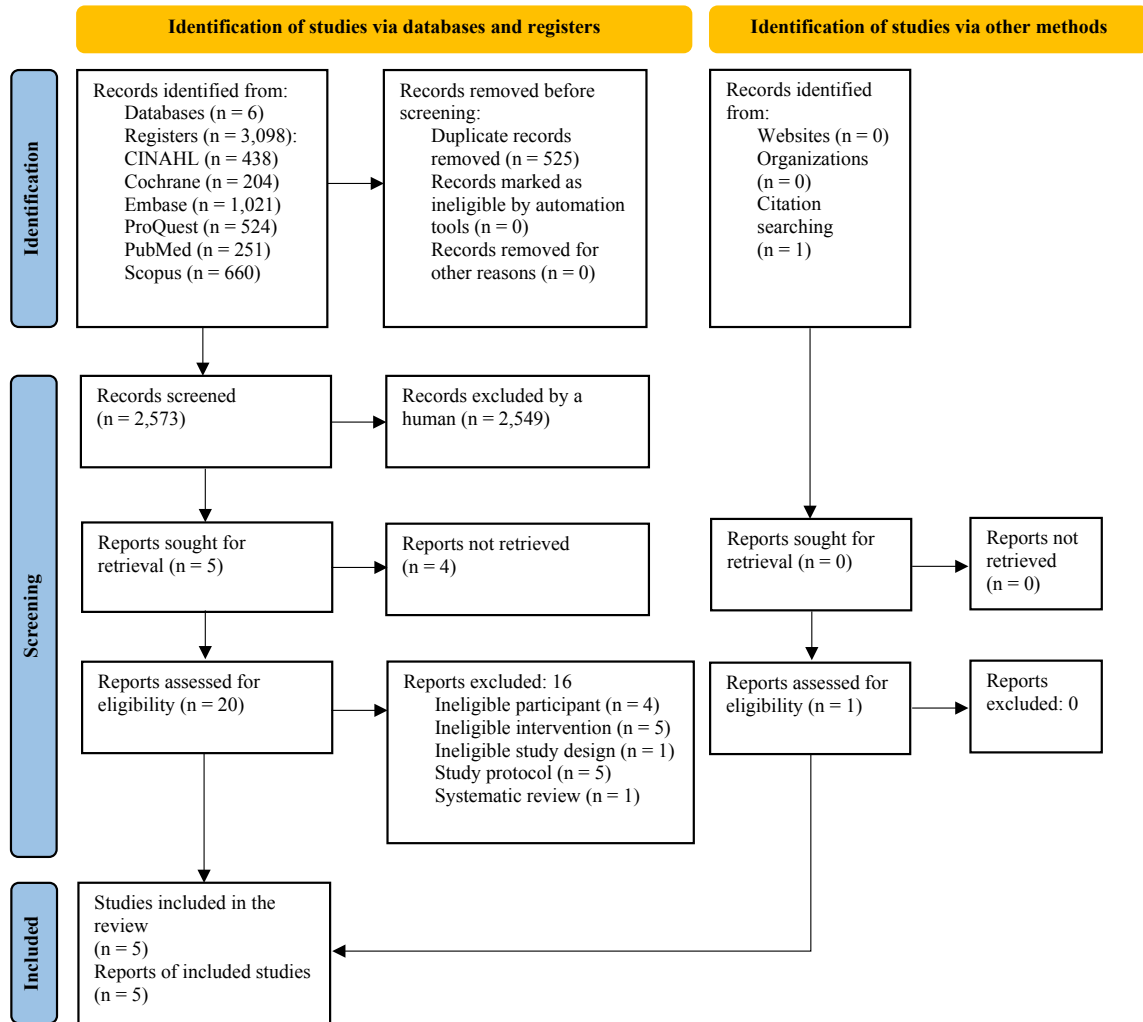 Identification of studies via databases and registers
Identification of studies via other methods
Identification
Records identified from:
Databases (n = 6)
Registers (n = 3,098):
CINAHL (n = 438)
Cochrane (n = 204)
Embase (n = 1,021)
ProQuest (n = 524)
PubMed (n = 251)
Scopus (n = 660)
Records removed before
screening:
Duplicate records
removed (n = 525)
Records marked as
ineligible by automation
tools (n = 0)
Records removed for
other reasons (n = 0)
Records identified
from:
Websites (n = 0)
Organizations
(n = 0)
Citation
searching
(n = 1)
Screening
Records screened
(n = 2,573)
Records excluded by a
human (n = 2,549)
Reports sought for
retrieval (n = 5)
Reports not retrieved
(n = 4)
Reports sought for
retrieval (n = 0)
Reports not
retrieved
(n = 0)
Reports assessed for
eligibility (n = 20)
Reports excluded: 16
Ineligible participant (n = 4)
Ineligible intervention (n = 5)
Ineligible study design (n = 1)
Study protocol (n = 5)
Systematic review (n = 1)
Reports assessed for
eligibility (n = 1)
Reports
excluded: 0
Included
Studies included in the
review
(n = 5)
Reports of included studies
(n = 5)